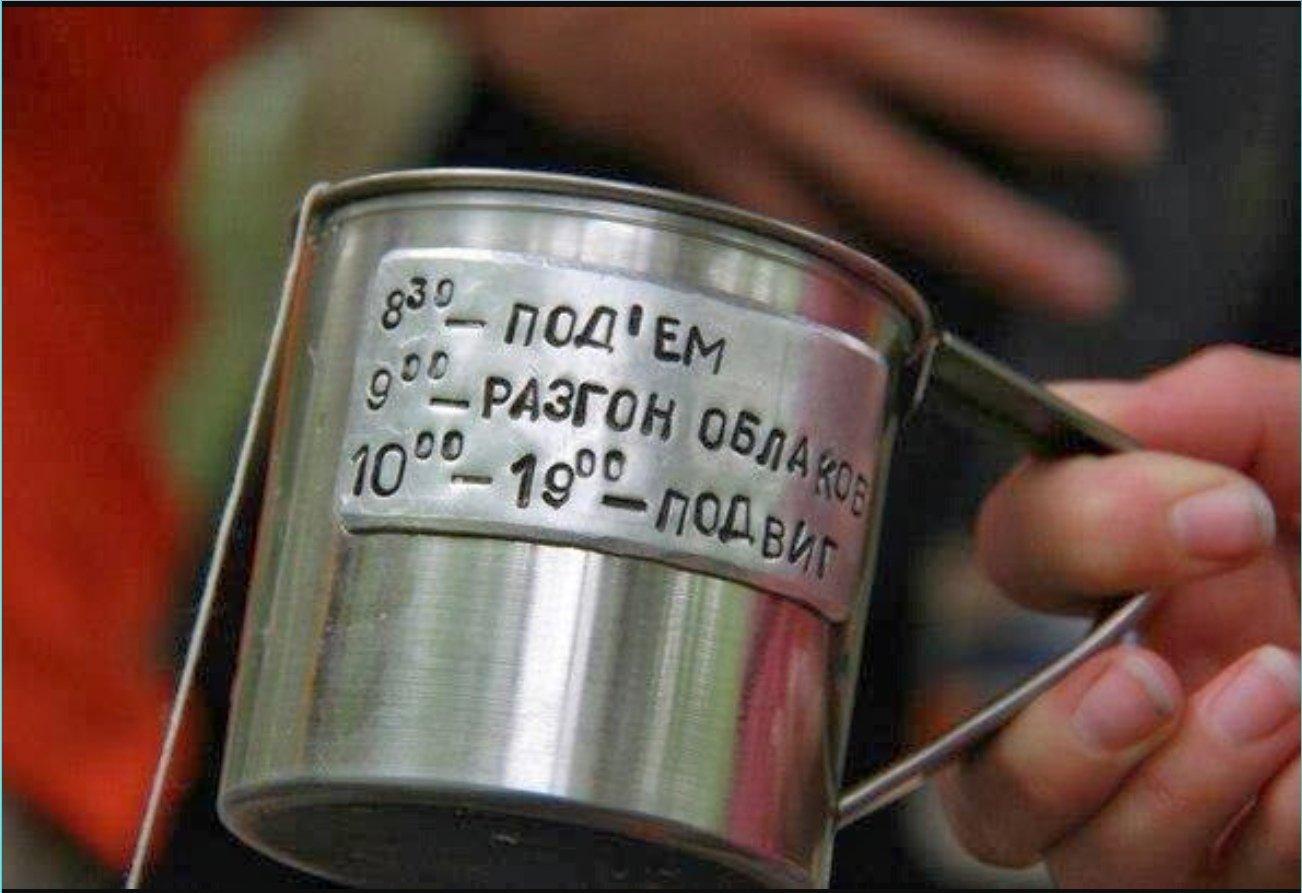 8³⁰ – ПОД'ЕМ
9⁰⁰ – РАЗГОН ОБЛАКОВ
10⁰⁰ – 19⁰⁰ – ПОДВИГ